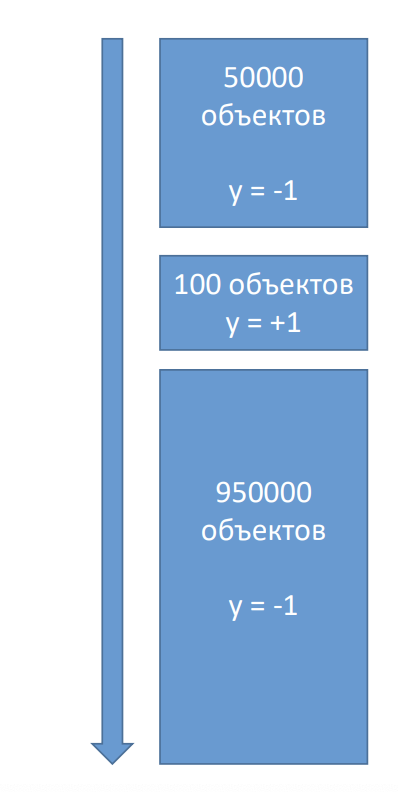 50000
объектов
y = -1
100 объектов
y = +1
950000
объектов
y = -1